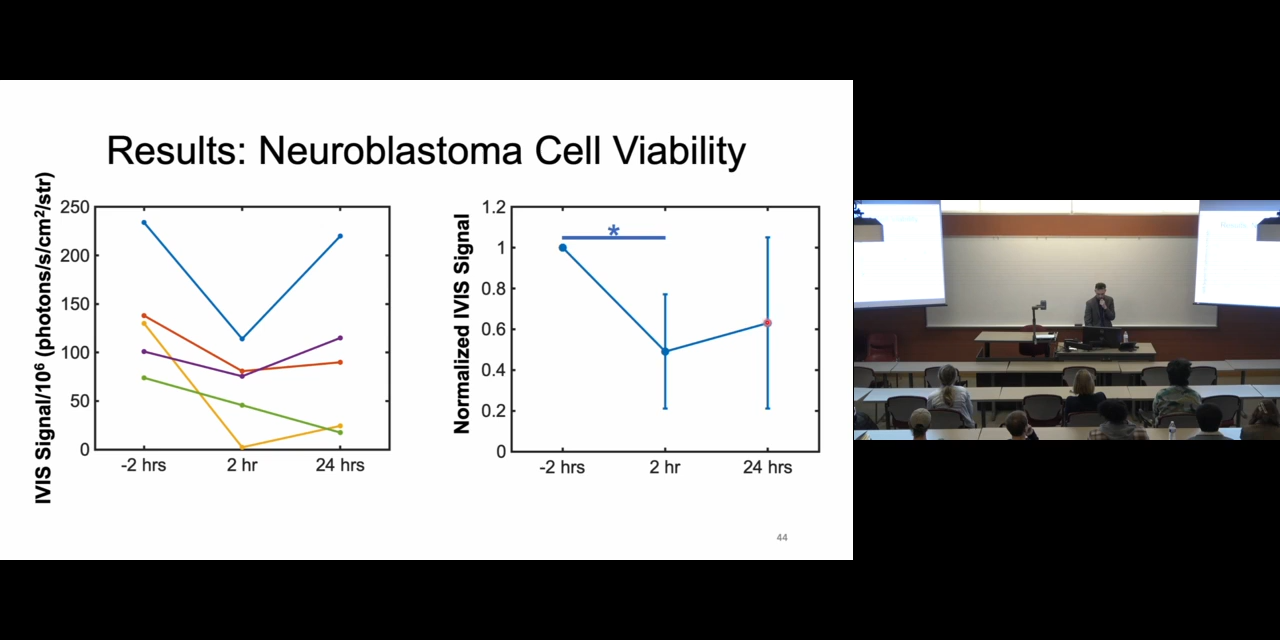 Results: Neuroblastoma Cell Viability
IVIS Signal/10⁶ (photons/s/cm²/str)
250
200
150
100
50
0
-2 hrs
2 hr
24 hrs
Normalized IVIS Signal
1.2
1
0.8
0.6
0.4
0.2
0
*
-2 hrs
2 hr
24 hrs
44